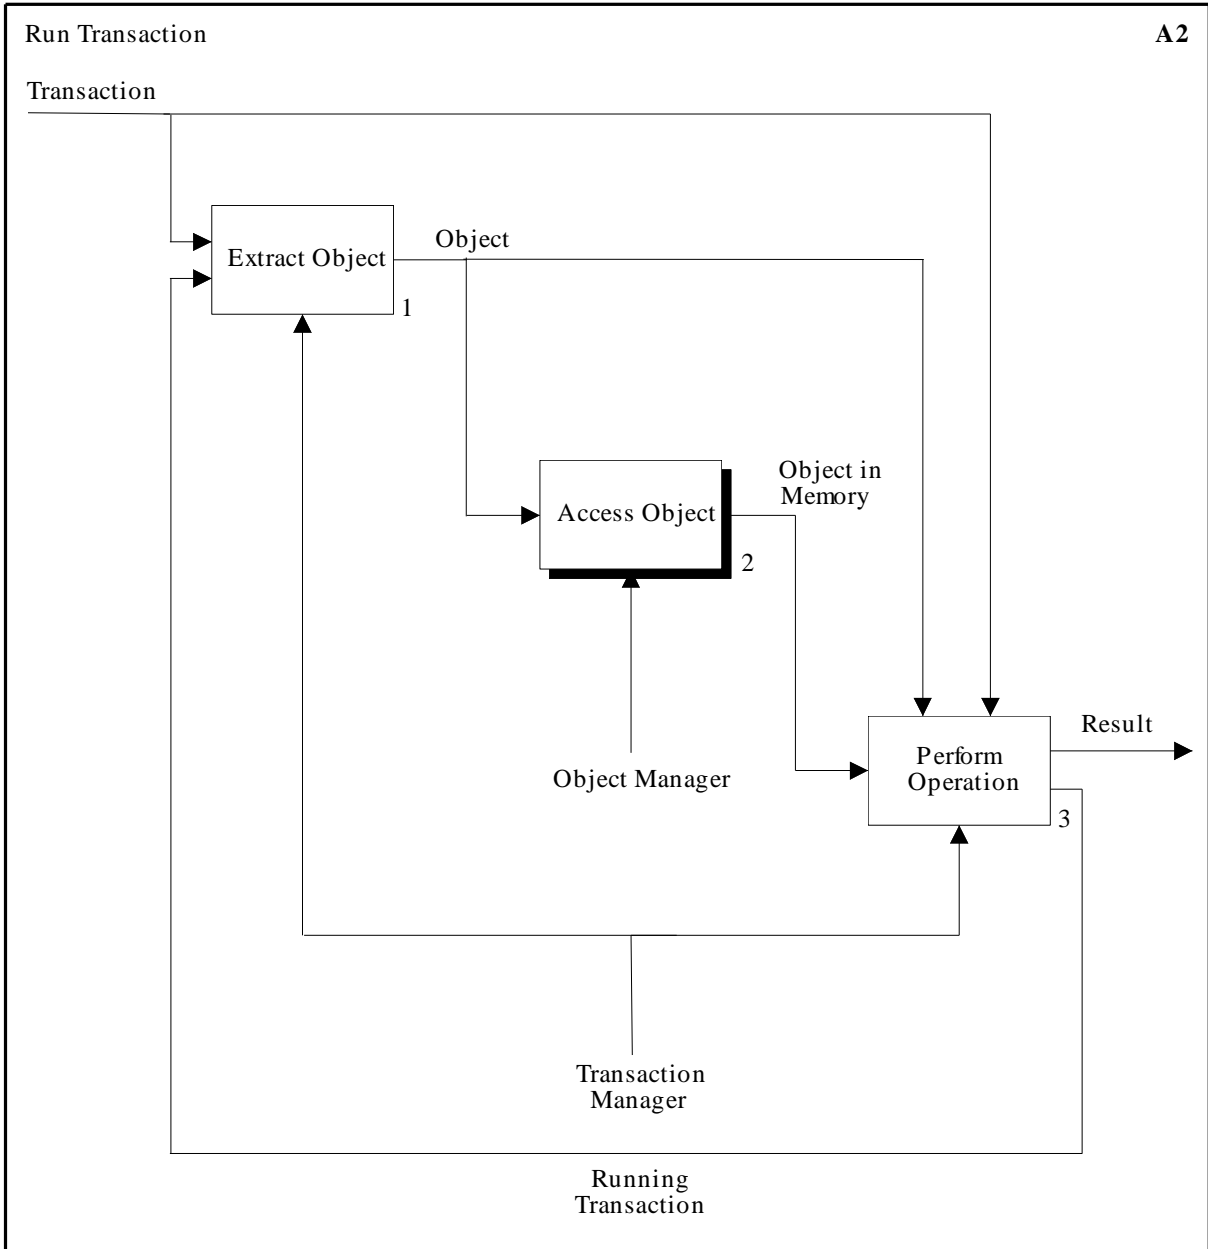 Run Transaction
A2
Transaction
Extract Object
1
Object
Access Object
2
Object in
Memory
Object Manager
Perform
Operation
3
Result
Transaction
Manager
Running
Transaction